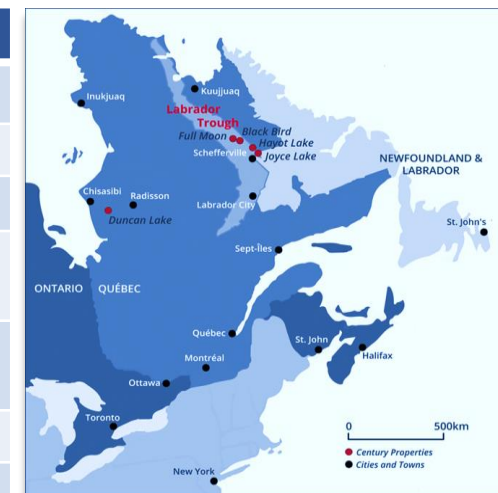 Inukjuaq
Kuujjuaq
Labrador
Trough
Full Moon
Black Bird
Hayot Lake
Schefferville
Joyce Lake
NEWFOUNDLAND &
LABRADOR
Chisasibi
Radisson
Duncan Lake
Labrador City
St. John's
Sept-Îles
ONTARIO
QUÉBEC
Québec
St. John
Halifax
Montréal
Ottawa
Toronto
0
500km
Century Properties
Cities and Towns
New York